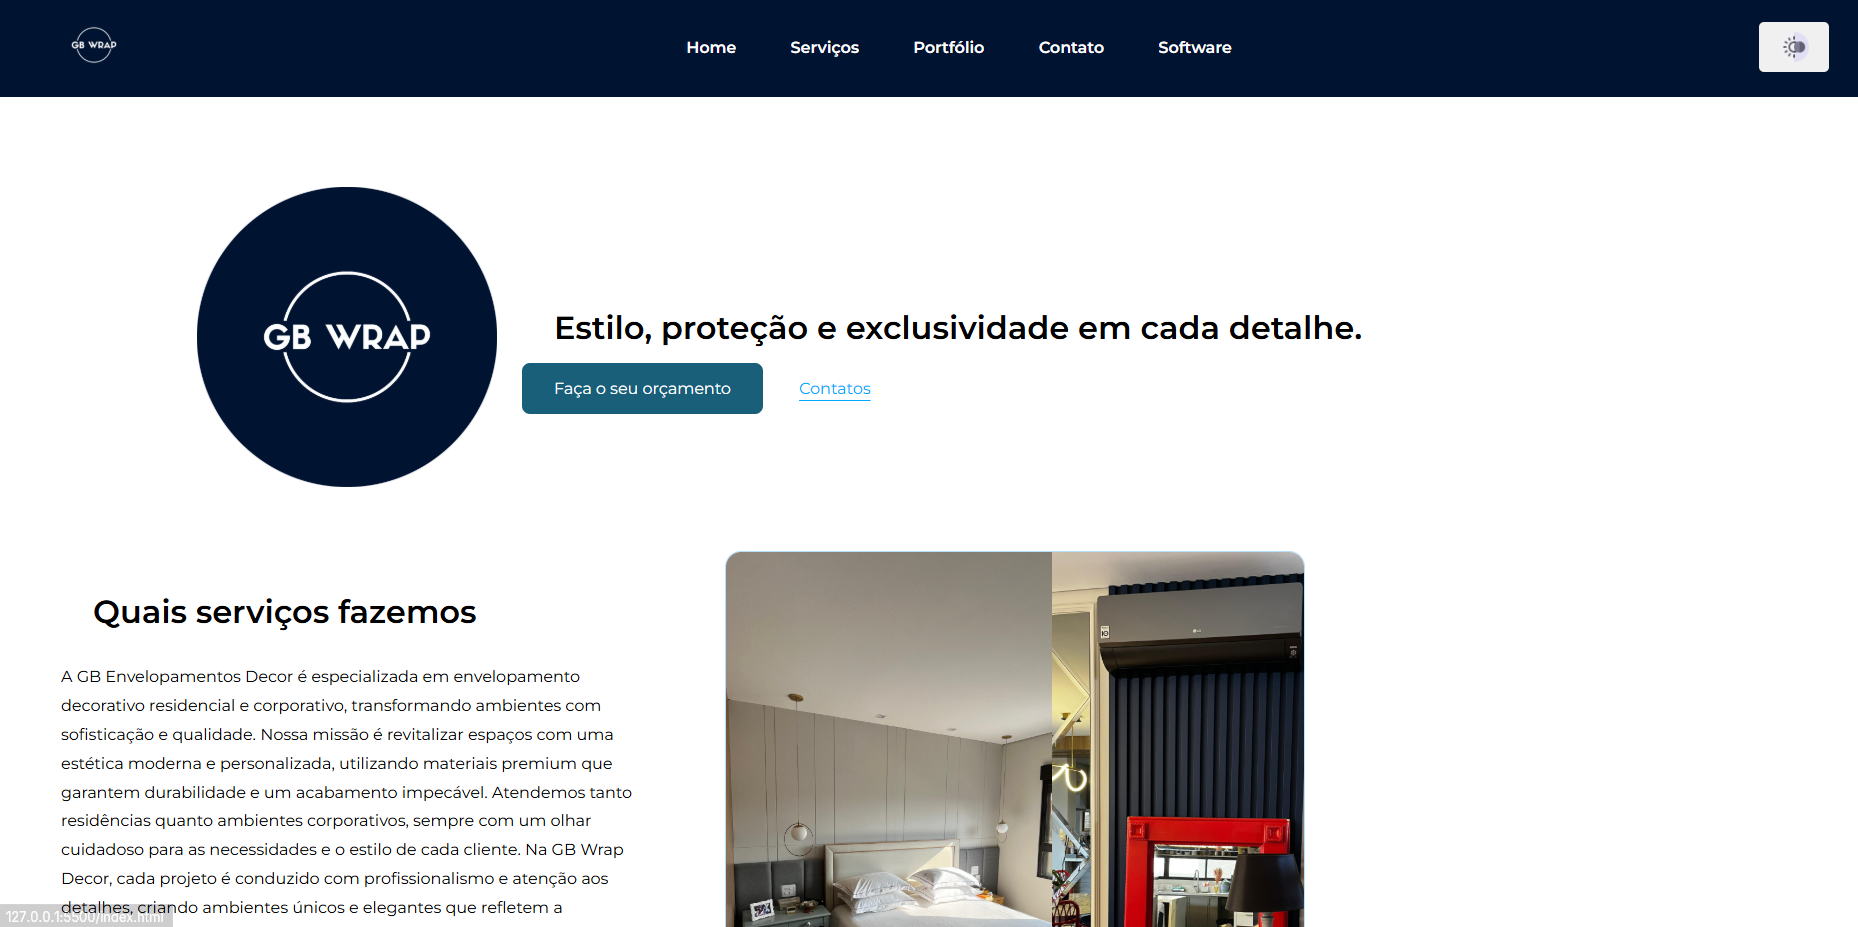 GB WRAP
Home Serviços Portfólio Contato Software
GB WRAP
Estilo, proteção e exclusividade em cada detalhe.
Faça o seu orçamento Contatos
Quais serviços fazemos
A GB Envelopamentos Decor é especializada em envelopamento
decorativo residencial e corporativo, transformando ambientes com
sofisticação e qualidade. Nossa missão é revitalizar espaços com uma
estética moderna e personalizada, utilizando materiais premium que
garantem durabilidade e um acabamento impecável. Atendemos tanto
residências quanto ambientes corporativos, sempre com um olhar
cuidadoso para as necessidades e o estilo de cada cliente. Na GB Wrap
Decor, cada projeto é conduzido com profissionalismo e atenção aos
detalhes, criando ambientes únicos e elegantes que refletem a
127.0.0.1:5500/index.html
LG